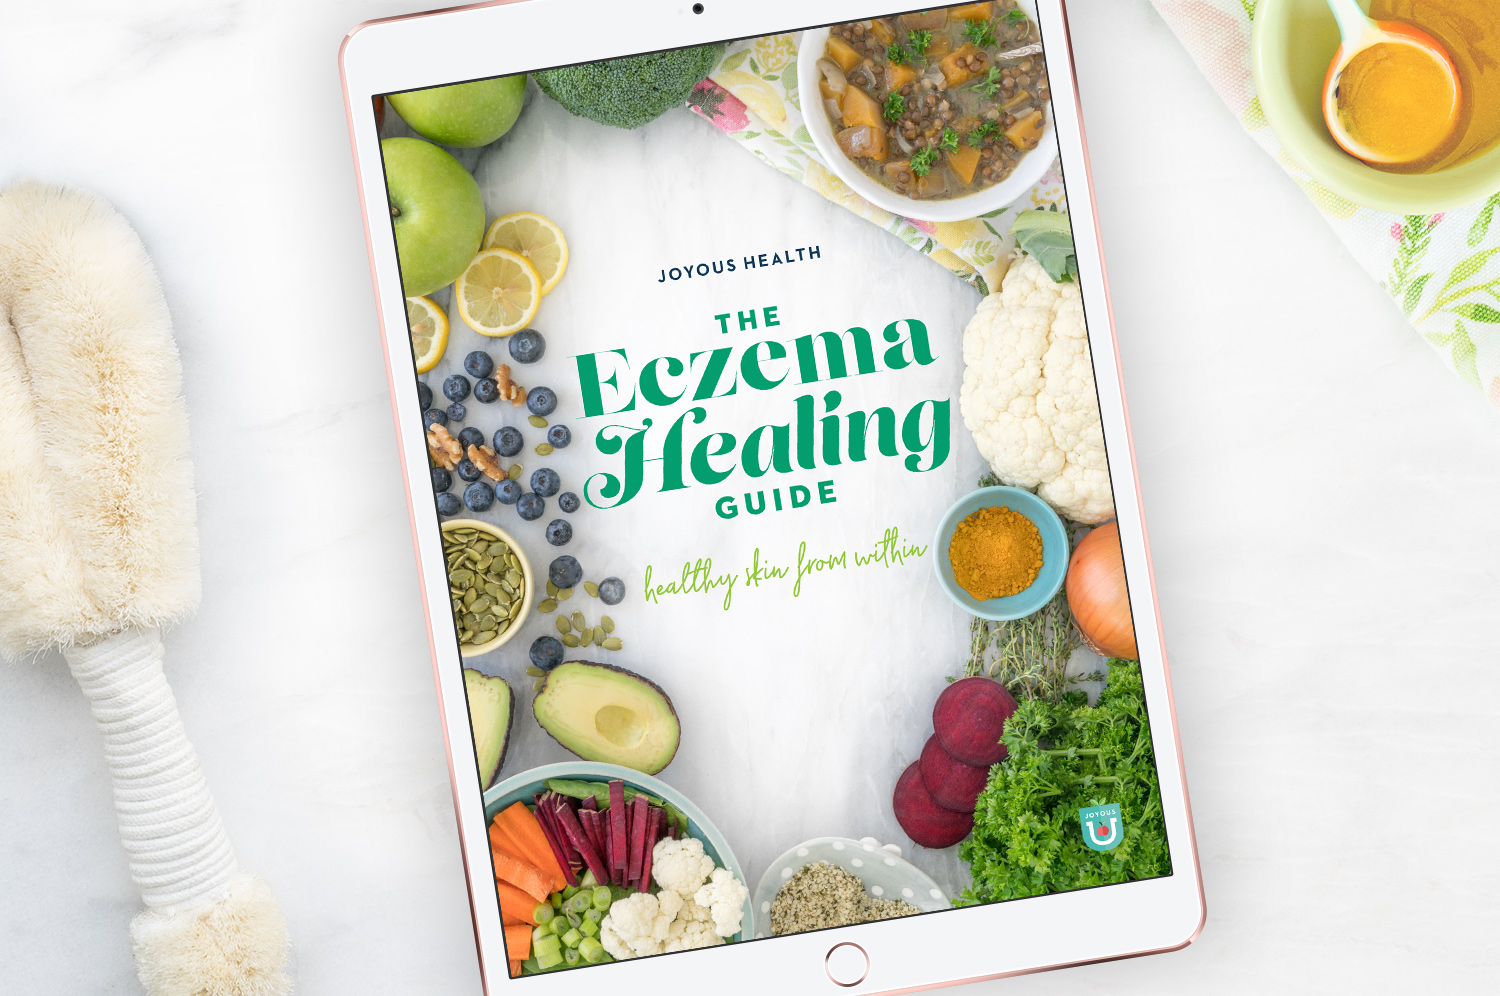 JOYOUS HEALTH
THE
Eczema
Healing
GUIDE
healthy skin from within
JOYOUS
U